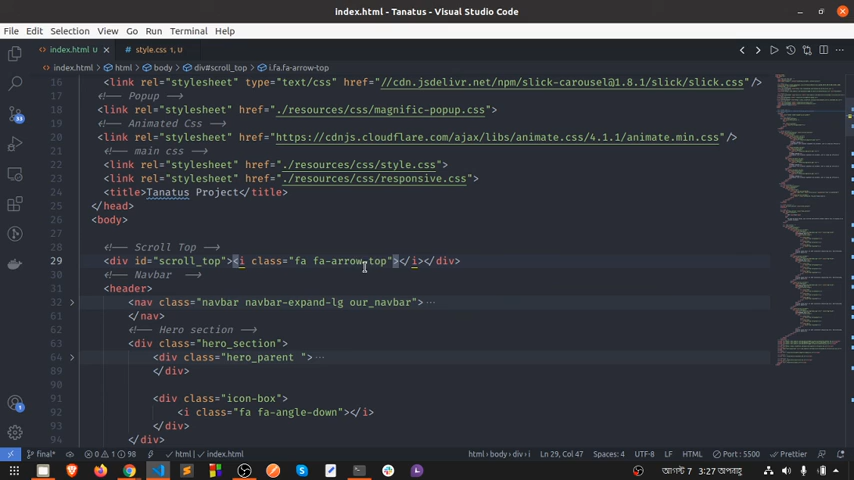 index.html - Tanatus - Visual Studio Code
File Edit Selection View Go Run Terminal Help
index.html U × style.css 1, U
index.html > html > body > div#scroll_top > i.fa.fa-arrow-top
16 <link rel="stylesheet" type="text/css" href="//cdn.jsdelivr.net/npm/slick-carousel@1.8.1/slick/slick.css"/>
17 <!-- Popup -->
18 <link rel="stylesheet" href="./resources/css/magnific-popup.css">
19 <!-- Animated Css -->
20 <link rel="stylesheet" href="https://cdnjs.cloudflare.com/ajax/libs/animate.css/4.1.1/animate.min.css"/>
21 <!-- main css -->
22 <link rel="stylesheet" href="./resources/css/style.css">
23 <link rel="stylesheet" href="./resources/css/responsive.css">
24 <title>Tanatus Project</title>
25 </head>
26 <body>
27
28 <!-- Scroll Top -->
29 <div id="scroll_top"><i class="fa fa-arrow-top"></i></div>
30 <!-- Navbar -->
31 <header>
32 > <nav class="navbar navbar-expand-lg our_navbar"> ...
61 </nav>
62 <!-- Hero section -->
63 <div class="hero_section">
64 > <div class="hero_parent "> ...
89 </div>
90
91 <div class="icon-box">
92 <i class="fa fa-angle-down"></i>
93 </div>
94 </div>
33
1
final* 1 98 html | index.html html > body > div > i Ln 29, Col 47 Spaces: 4 UTF-8 LF HTML Port : 5500 Prettier
আগস্ট 7 3:27 অপরাহ্ণ